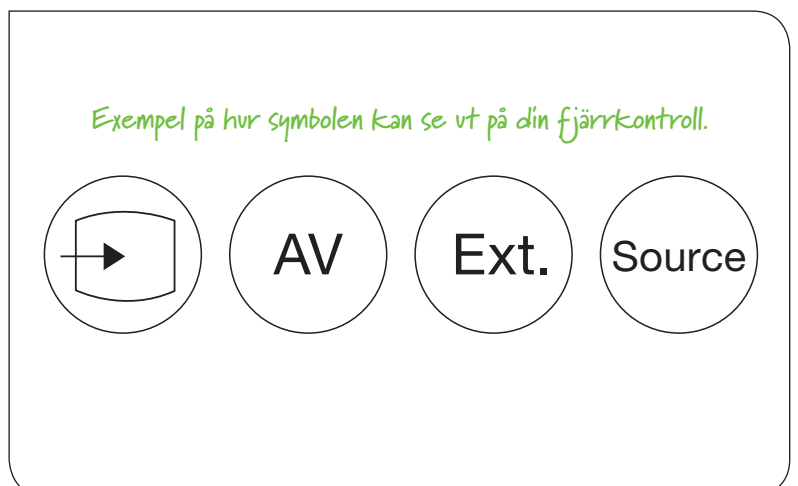 Exempel på hur symbolen kan se ut på din fjärrkontroll.
AV Ext. Source